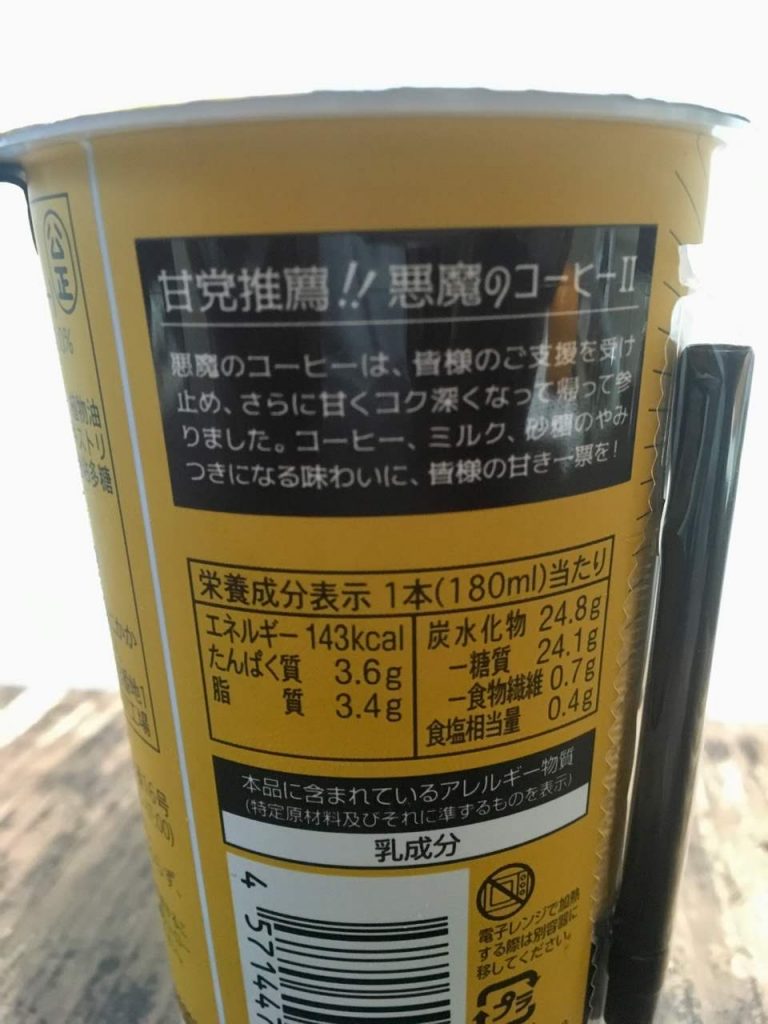 公正
植物油
甘党推薦!! 悪魔のコーヒーⅡ
悪魔のコーヒーは、皆様のご支援を受け
止め、さらに甘くコク深くなって帰って参
りました。コーヒー、ミルク、砂糖のやみ
つきになる味わいに、皆様の甘き一票を!
栄養成分表示 1本(180ml)当たり
エネルギー 143kcal
たんぱく質 3.6g
脂 質 3.4g
炭水化物 24.8g
－糖質 24.1g
－食物繊維 0.7g
食塩相当量 0.4g
本品に含まれているアレルギー物質
(特定原材料及びそれに準ずるものを表示)
乳成分
4 571447
電子レンジで加熱
する際は別容器に
移してください。
プラ